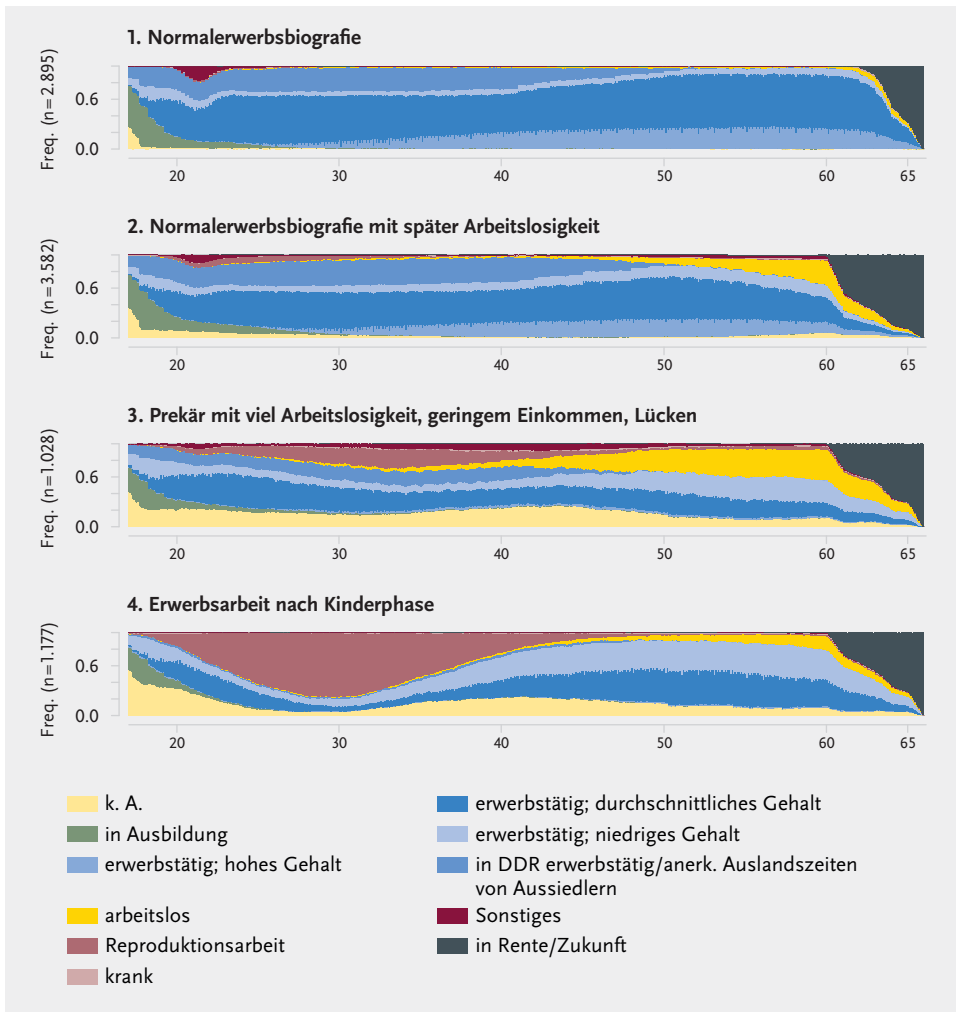 1. Normalerwerbsbiografie
Freq. (n=2.895)
0.6
0.0
20
30
40
50
60
65
2. Normalerwerbsbiografie mit später Arbeitslosigkeit
Freq. (n=3.582)
0.6
0.0
20
30
40
50
60
65
3. Prekär mit viel Arbeitslosigkeit, geringem Einkommen, Lücken
Freq. (n=1.028)
0.6
0.0
20
30
40
50
60
65
4. Erwerbsarbeit nach Kinderphase
Freq. (n=1.177)
0.6
0.0
20
30
40
50
60
65
k. A.
in Ausbildung
erwerbstätig; hohes Gehalt
arbeitslos
Reproduktionsarbeit
krank
erwerbstätig; durchschnittliches Gehalt
erwerbstätig; niedriges Gehalt
in DDR erwerbstätig/anerk. Auslandszeiten
von Aussiedlern
Sonstiges
in Rente/Zukunft